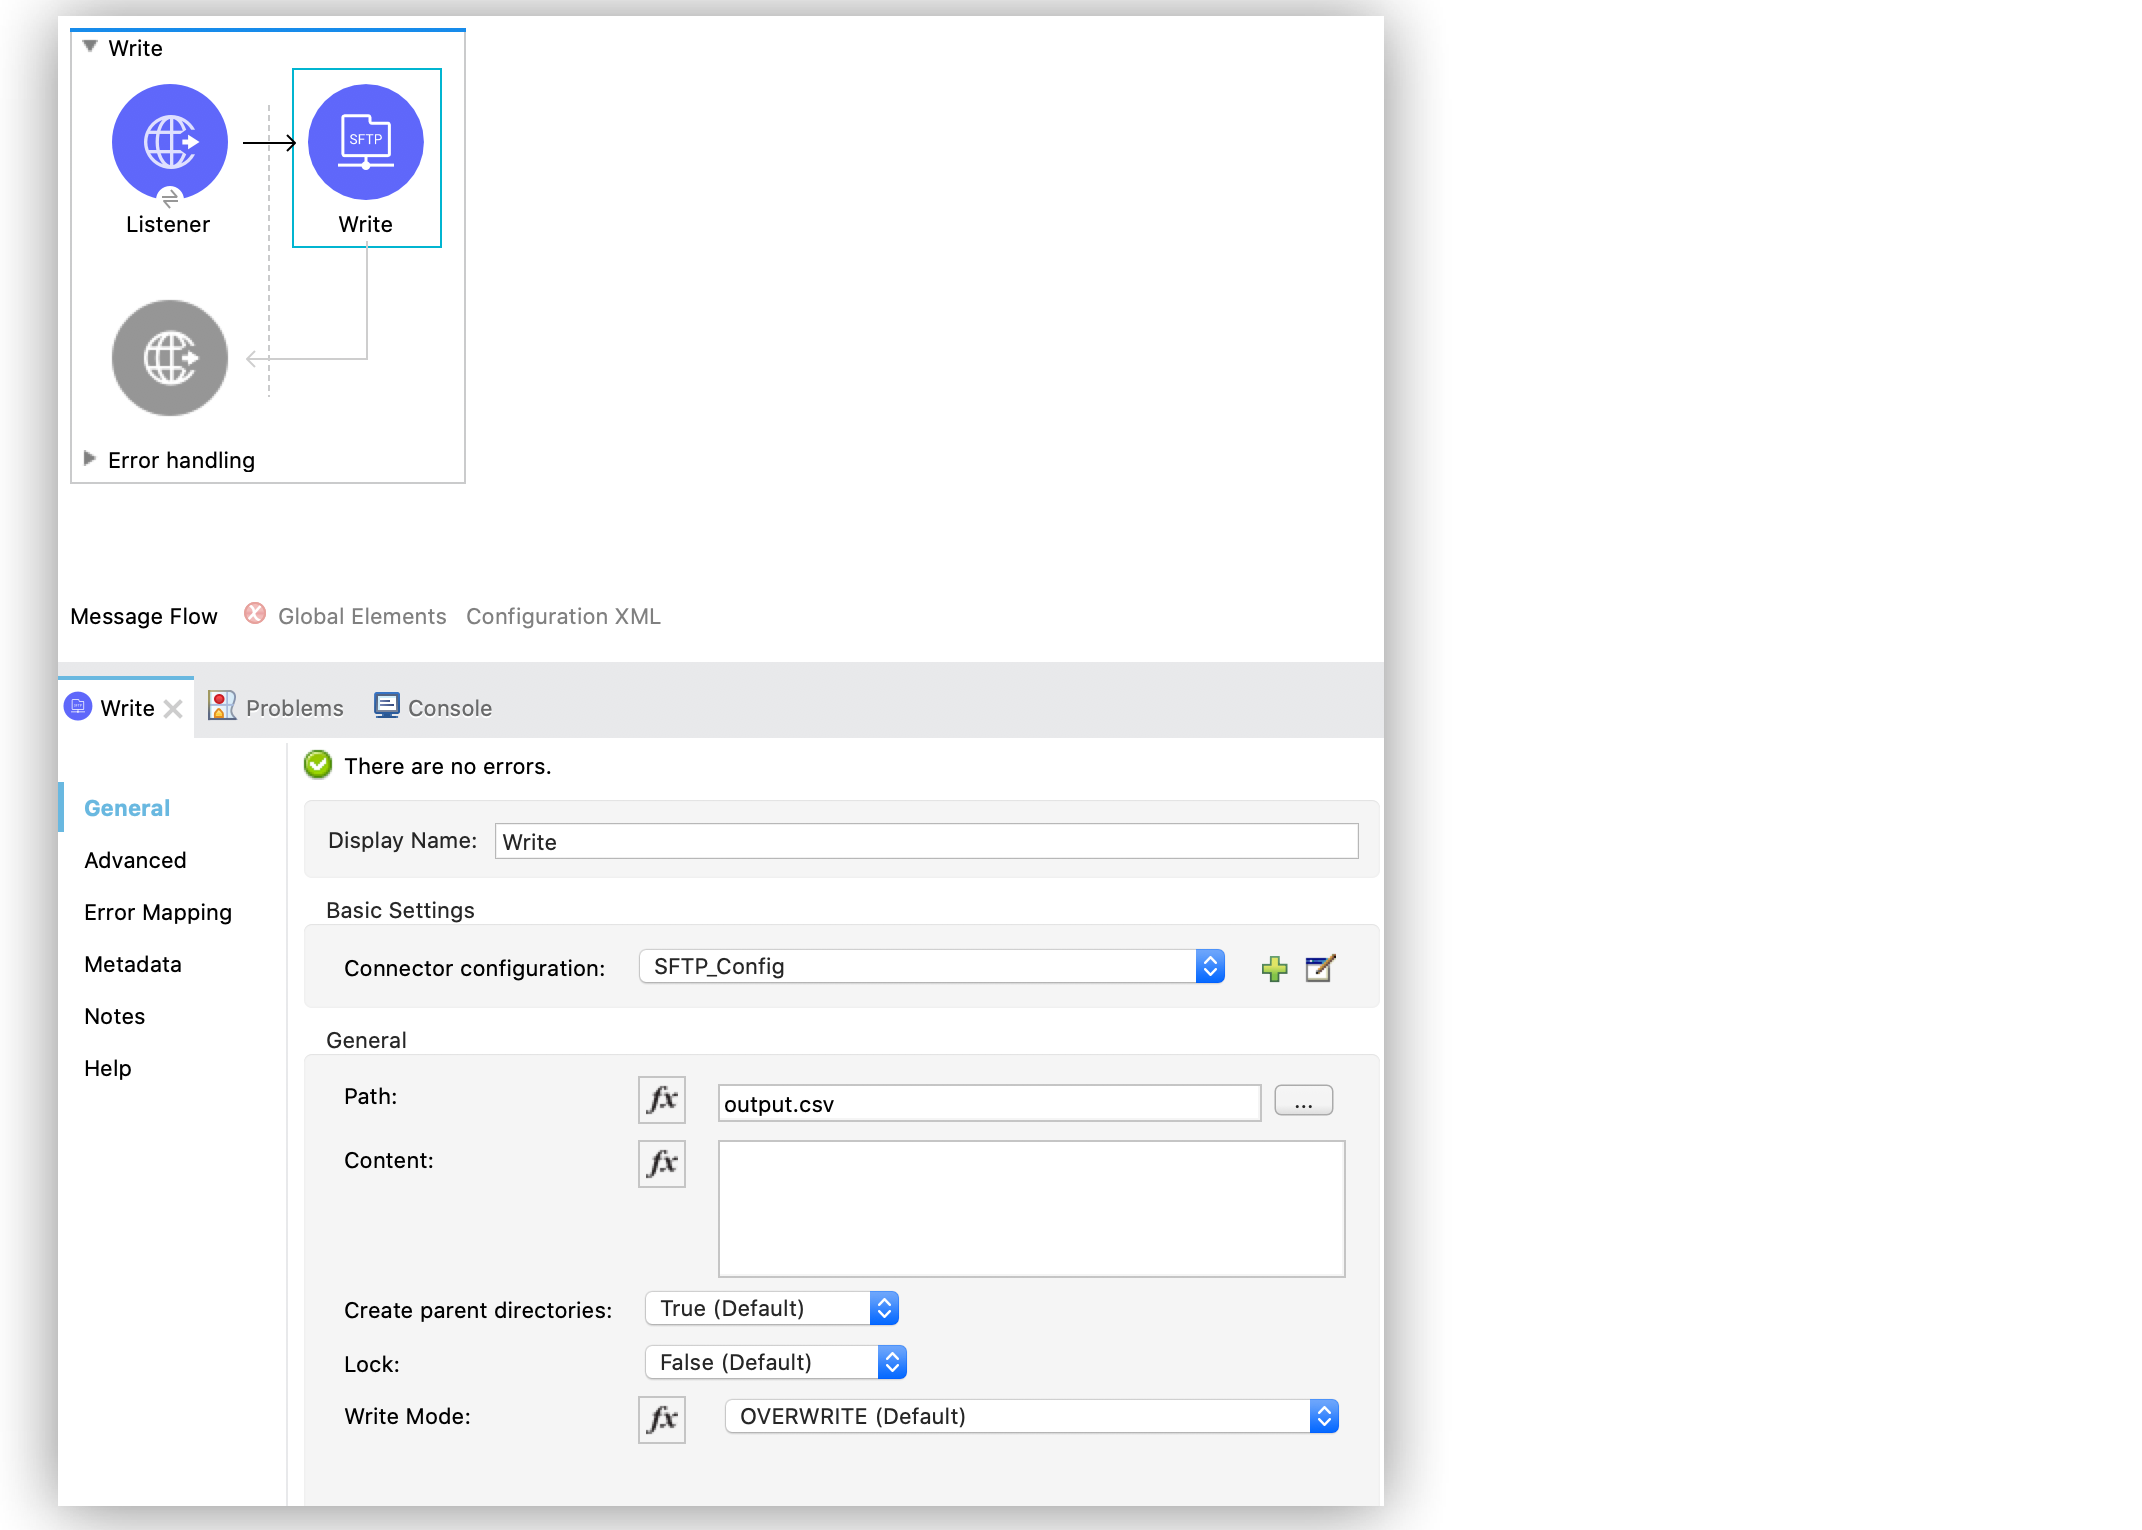 Write
SFTP
Listener
Write
Error handling
Message Flow Global Elements Configuration XML
Write Problems Console
There are no errors.
General
Advanced
Error Mapping
Metadata
Notes
Help
Display Name: Write
Basic Settings
Connector configuration: SFTP_Config
General
Path: fx output.csv ...
Content: fx
Create parent directories: True (Default)
Lock: False (Default)
Write Mode: fx OVERWRITE (Default)